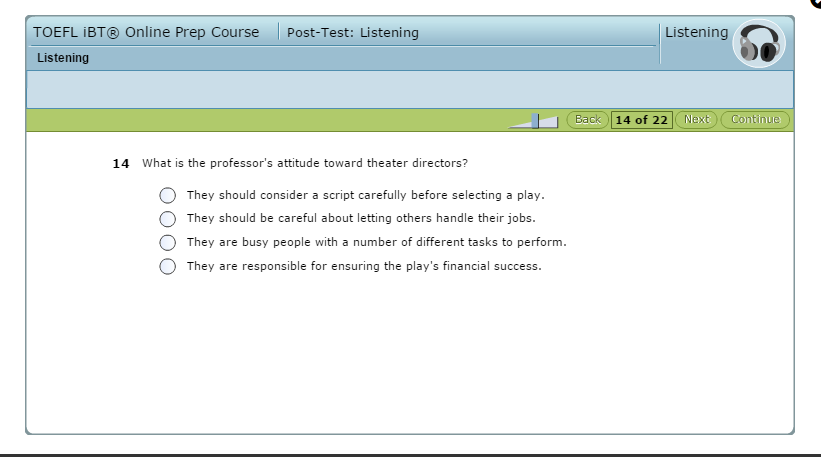 TOEFL iBT® Online Prep Course Post-Test: Listening Listening
Listening
Back 14 of 22 Next Continue
14 What is the professor's attitude toward theater directors?
They should consider a script carefully before selecting a play.
They should be careful about letting others handle their jobs.
They are busy people with a number of different tasks to perform.
They are responsible for ensuring the play's financial success.